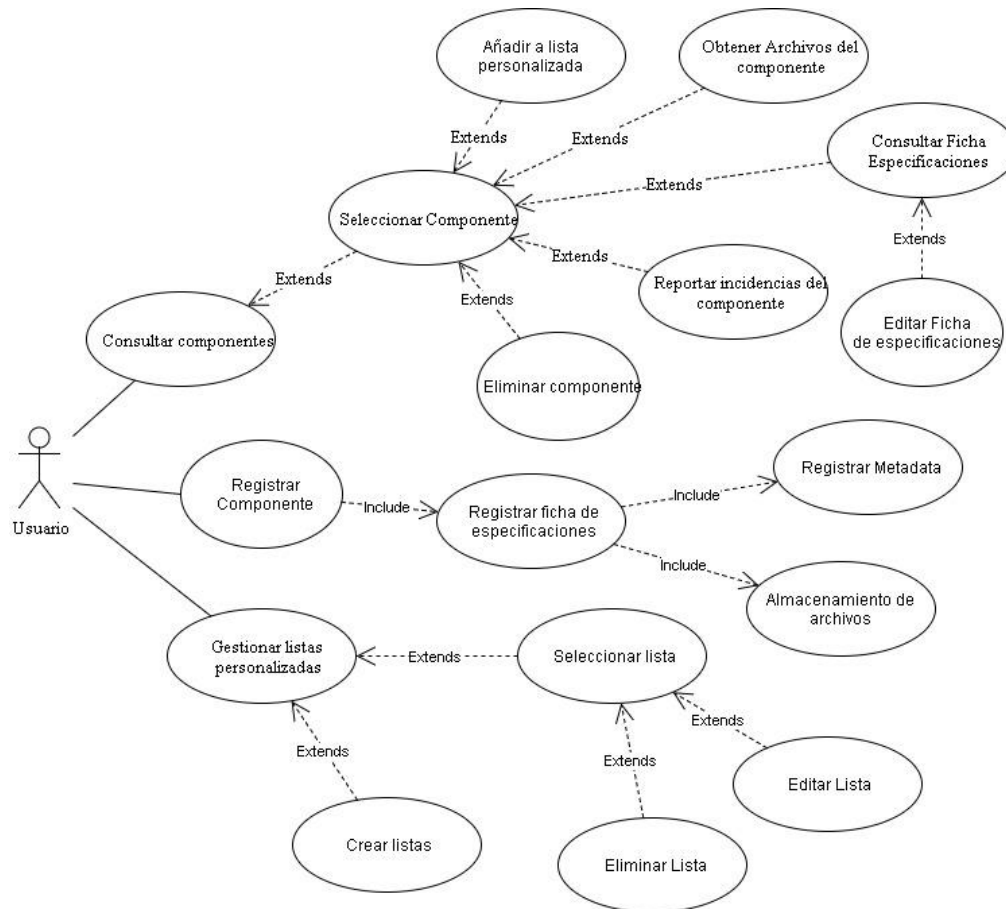 Añadir a lista
personalizada
Obtener Archivos del
componente
Extends
Extends
Consultar Ficha
Especificaciones
Extends
Seleccionar Componente
Extends
Extends
Extends
Reportar incidencias del
componente
Extends
Editar Ficha
de especificaciones
Consultar componentes
Eliminar componente
Usuario
Registrar
Componente
Include
Registrar ficha de
especificaciones
Include
Registrar Metadata
Include
Almacenamiento de
archivos
Gestionar listas
personalizadas
Extends
Seleccionar lista
Extends
Extends
Extends
Editar Lista
Crear listas
Eliminar Lista